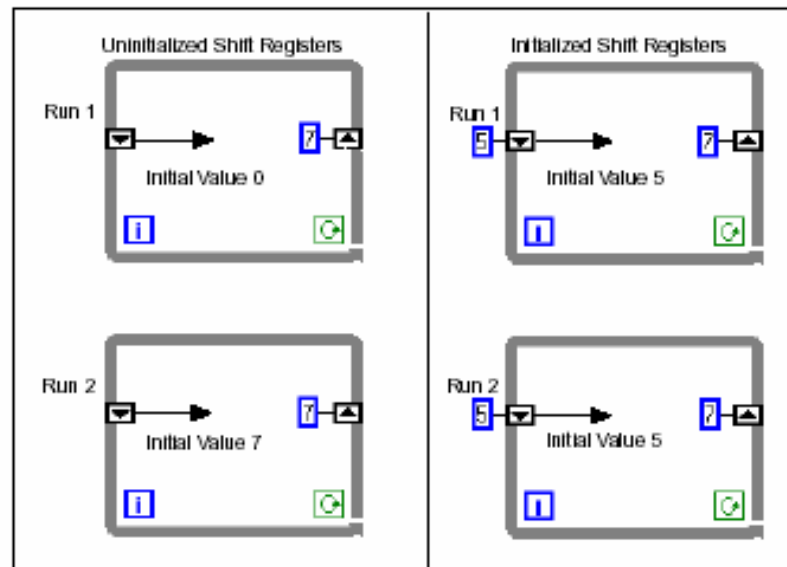 Uninitialized Shift Registers
Run 1
7
Initial Value 0
i
Run 2
7
Initial Value 7
i
Initialized Shift Registers
Run 1
5
7
Initial Value 5
i
Run 2
5
7
Initial Value 5
i